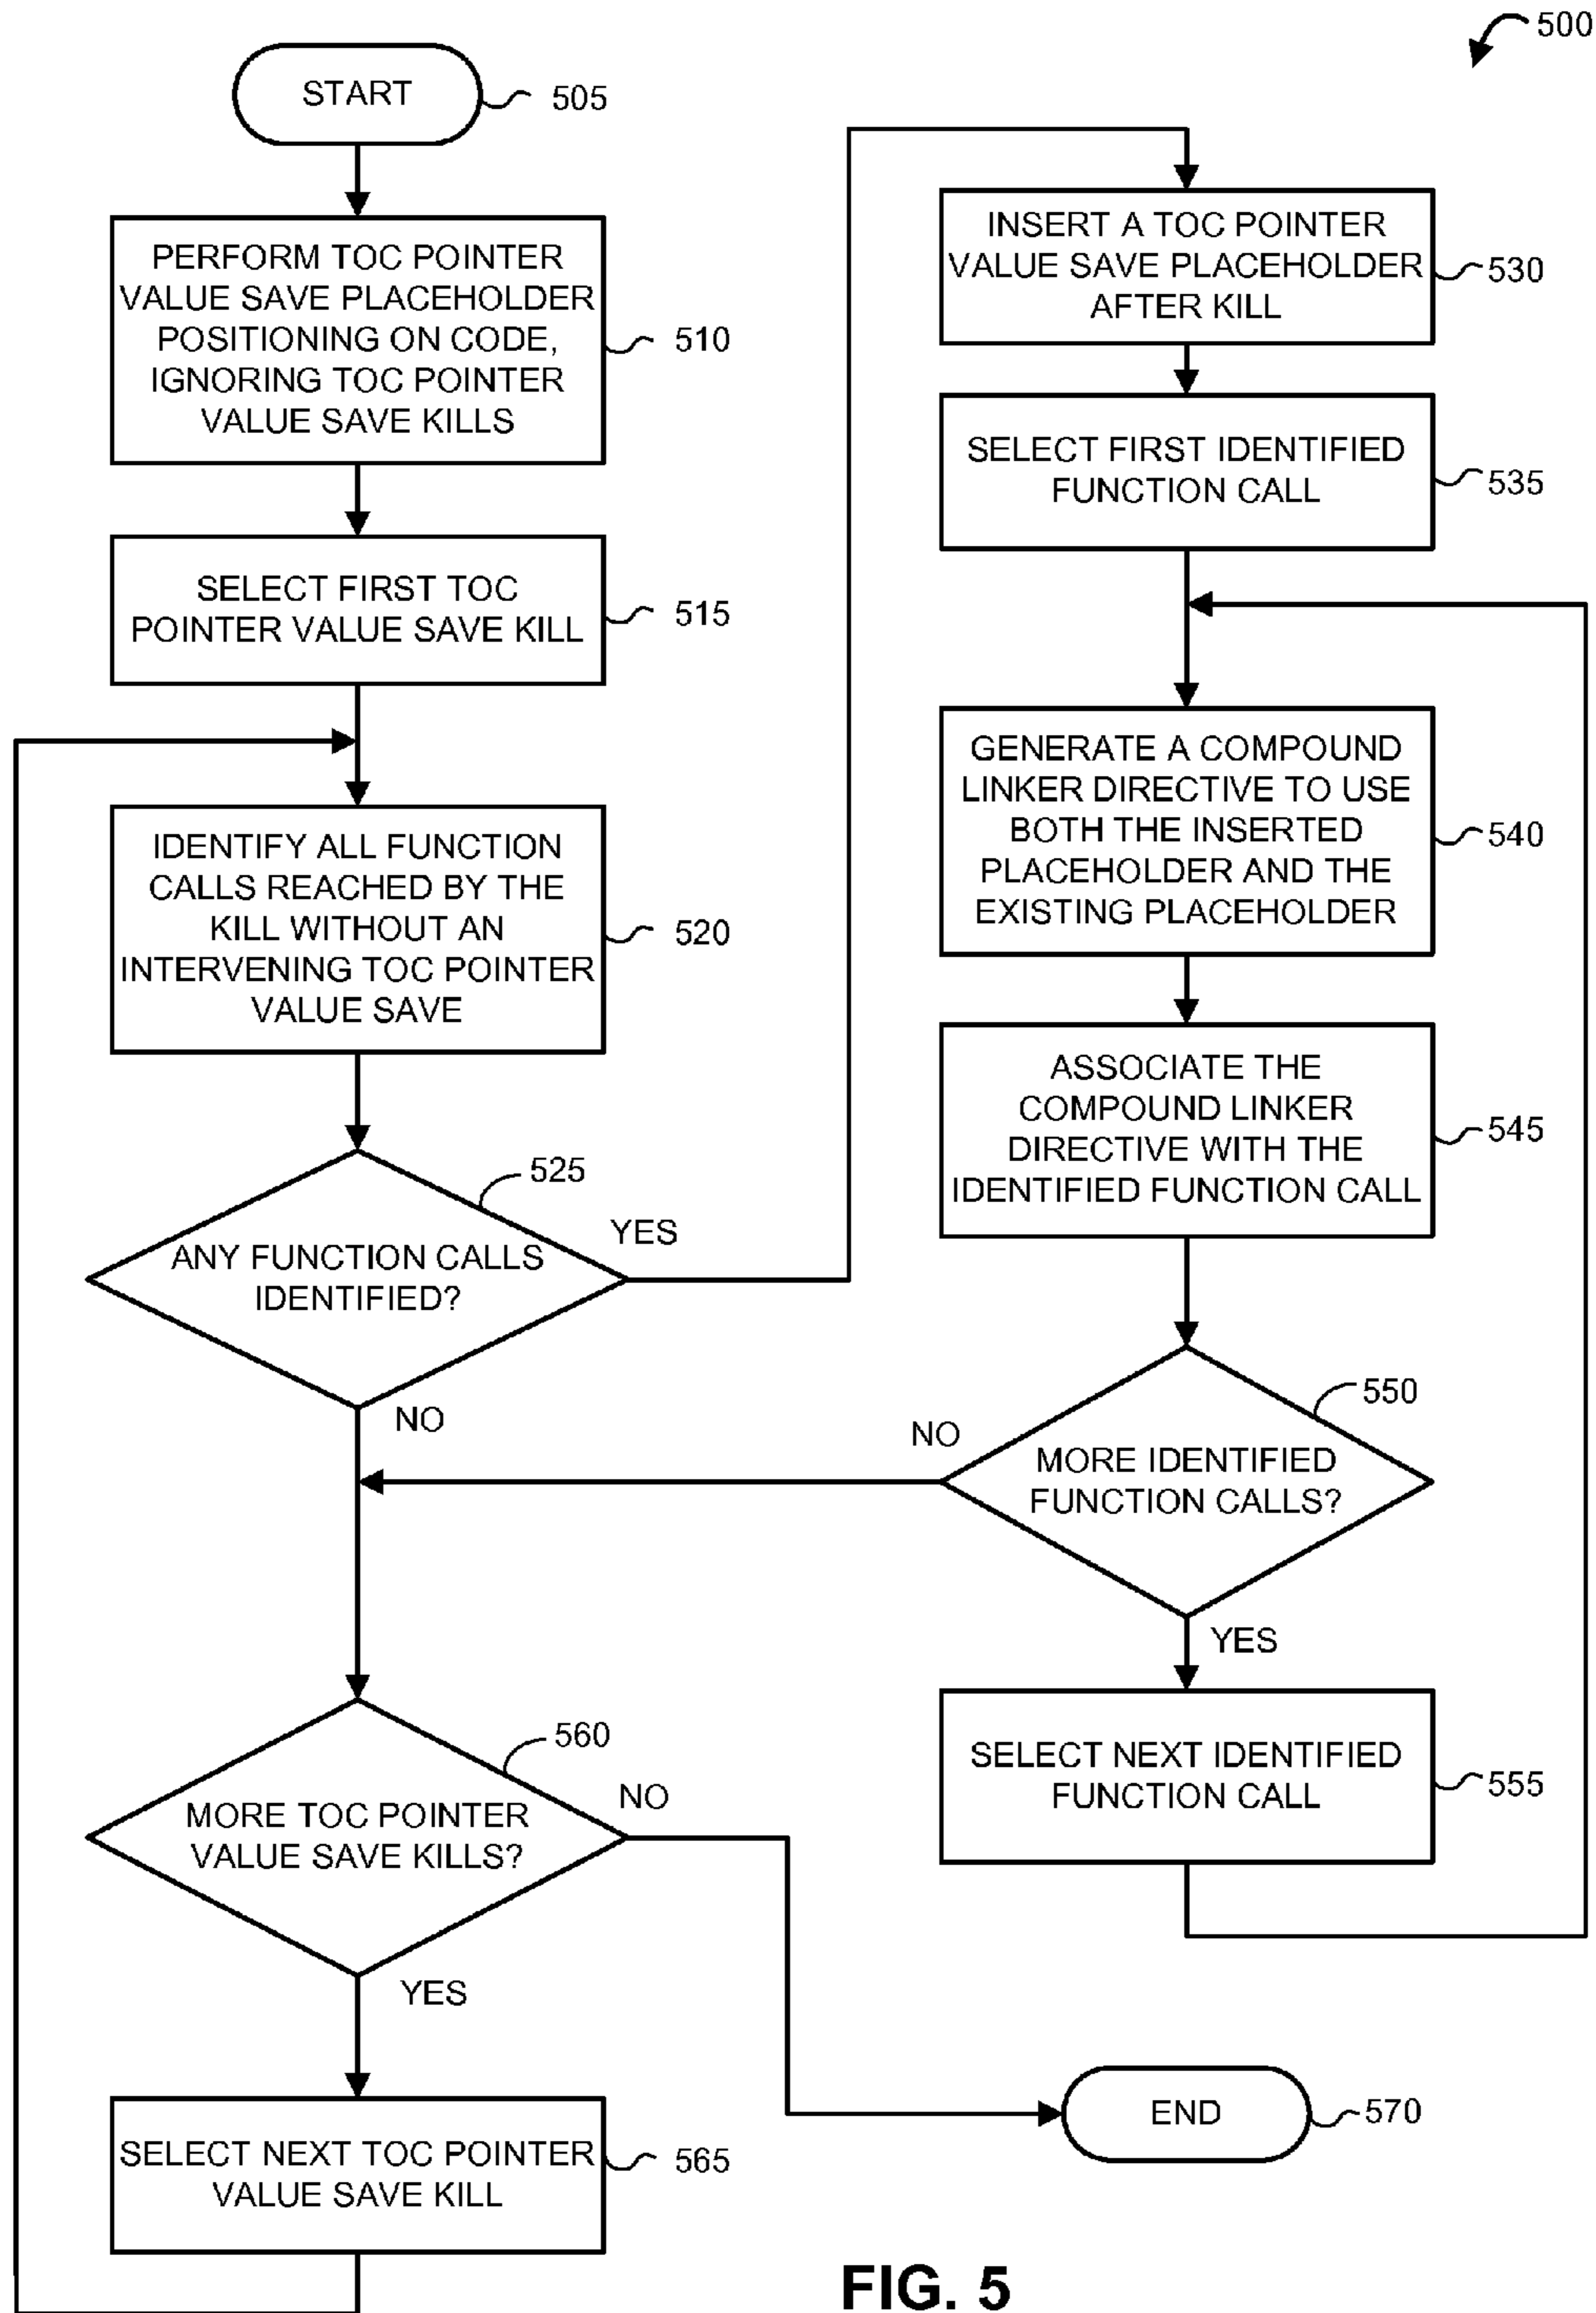 500
START
505
PERFORM TOC POINTER
VALUE SAVE PLACEHOLDER
POSITIONING ON CODE,
IGNORING TOC POINTER
VALUE SAVE KILLS
510
SELECT FIRST TOC
POINTER VALUE SAVE KILL
515
IDENTIFY ALL FUNCTION
CALLS REACHED BY THE
KILL WITHOUT AN
INTERVENING TOC POINTER
VALUE SAVE
520
525
ANY FUNCTION CALLS
IDENTIFIED?
YES
NO
INSERT A TOC POINTER
VALUE SAVE PLACEHOLDER
AFTER KILL
530
SELECT FIRST IDENTIFIED
FUNCTION CALL
535
GENERATE A COMPOUND
LINKER DIRECTIVE TO USE
BOTH THE INSERTED
PLACEHOLDER AND THE
EXISTING PLACEHOLDER
540
ASSOCIATE THE
COMPOUND LINKER
DIRECTIVE WITH THE
IDENTIFIED FUNCTION CALL
545
550
NO
MORE IDENTIFIED
FUNCTION CALLS?
YES
SELECT NEXT IDENTIFIED
FUNCTION CALL
555
560
MORE TOC POINTER
VALUE SAVE KILLS?
NO
YES
SELECT NEXT TOC POINTER
VALUE SAVE KILL
565
END
570
FIG. 5